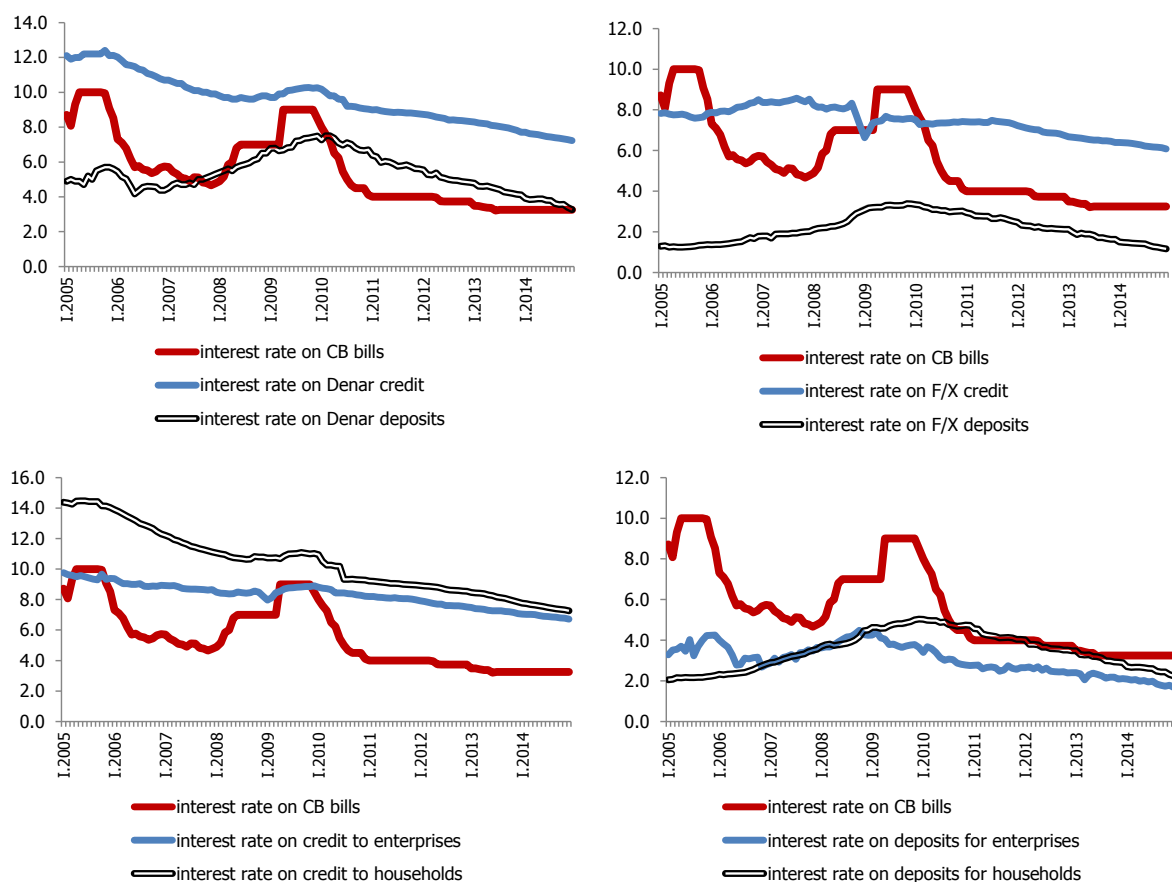 14.0
12.0
10.0
8.0
6.0
4.0
2.0
0.0
I.2005
I.2006
I.2007
I.2008
I.2009
I.2010
I.2011
I.2012
I.2013
I.2014
interest rate on CB bills
interest rate on Denar credit
interest rate on Denar deposits
12.0
10.0
8.0
6.0
4.0
2.0
0.0
I.2005
I.2006
I.2007
I.2008
I.2009
I.2010
I.2011
I.2012
I.2013
I.2014
interest rate on CB bills
interest rate on F/X credit
interest rate on F/X deposits
16.0
14.0
12.0
10.0
8.0
6.0
4.0
2.0
0.0
I.2005
I.2006
I.2007
I.2008
I.2009
I.2010
I.2011
I.2012
I.2013
I.2014
interest rate on CB bills
interest rate on credit to enterprises
interest rate on credit to households
12.0
10.0
8.0
6.0
4.0
2.0
0.0
I.2005
I.2006
I.2007
I.2008
I.2009
I.2010
I.2011
I.2012
I.2013
I.2014
interest rate on CB bills
interest rate on deposits for enterprises
interest rate on deposits for households